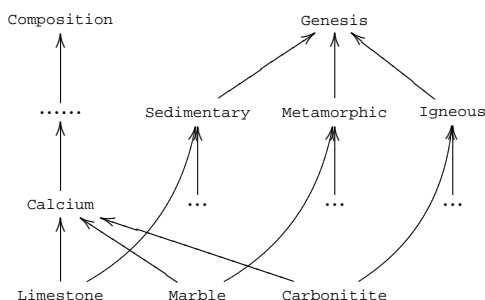 Composition Genesis
...... Sedimentary Metamorphic Igneous
Calcium ... ... ...
Limestone Marble Carbonitite